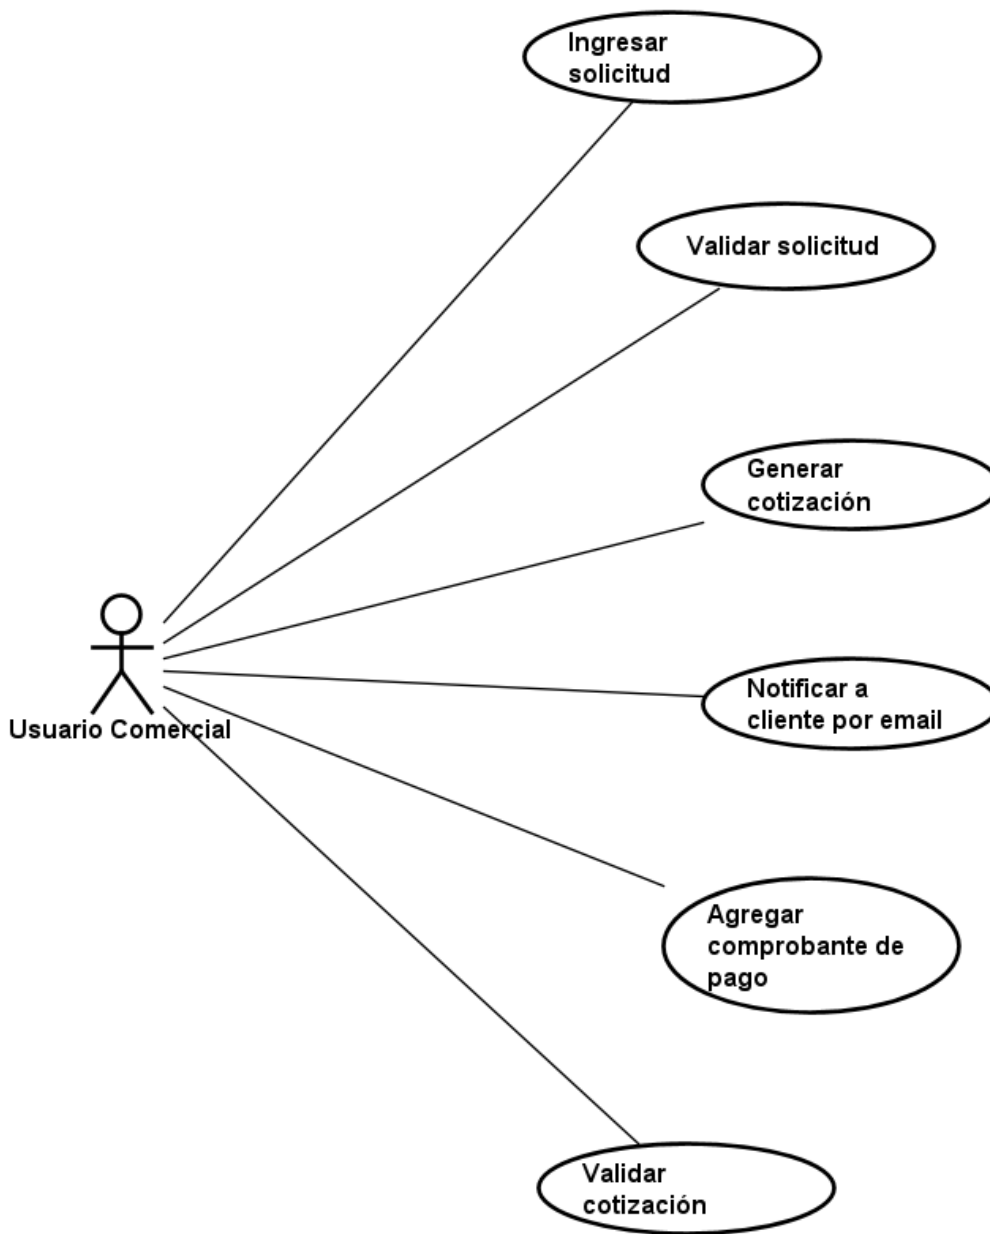 Ingresar
solicitud
Validar solicitud
Generar
cotización
Notificar a
cliente por email
Usuario Comercial
Agregar
comprobante de
pago
Validar
cotización